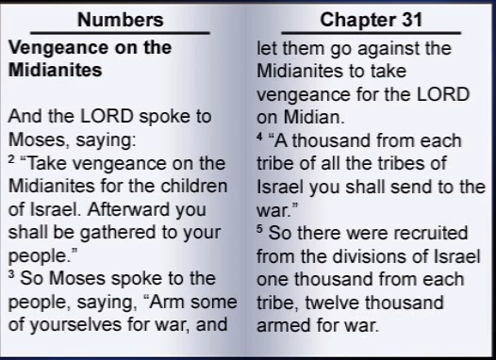 Numbers
Vengeance on the
Midianites
And the LORD spoke to
Moses, saying:
² “Take vengeance on the
Midianites for the children
of Israel. Afterward you
shall be gathered to your
people.”
³ So Moses spoke to the
people, saying, “Arm some
of yourselves for war, and
Chapter 31
let them go against the
Midianites to take
vengeance for the LORD
on Midian.
⁴ “A thousand from each
tribe of all the tribes of
Israel you shall send to the
war.”
⁵ So there were recruited
from the divisions of Israel
one thousand from each
tribe, twelve thousand
armed for war.